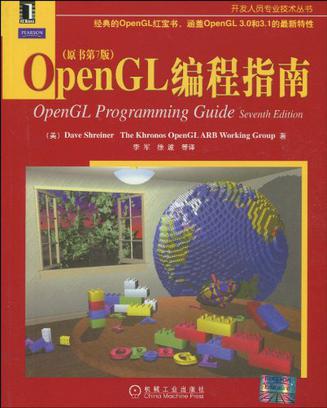 开发人员专业技术丛书
PEARSON
经典的OpenGL红宝书，涵盖OpenGL 3.0和3.1的最新特性
（原书第7版）
OpenGL编程指南
OpenGL Programming Guide Seventh Edition
（美） Dave Shreiner The Khronos OpenGL ARB Working Group 著
李军 徐波 等译
机械工业出版社
China Machine Press